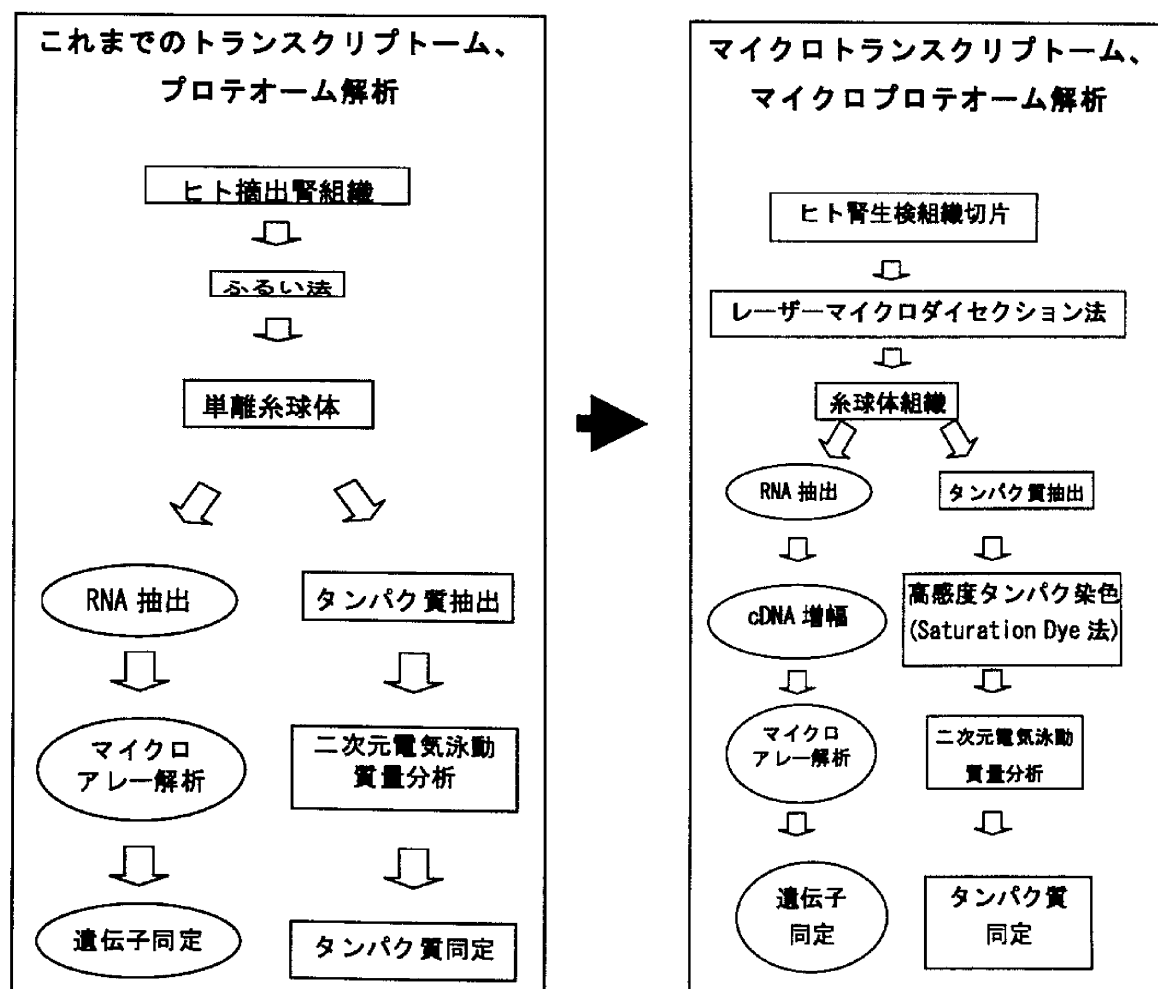 これまでのトランスクリプトーム、
プロテオーム解析
ヒト摘出腎組織
ふるい法
単離糸球体
RNA 抽出
タンパク質抽出
マイクロ
アレー解析
二次元電気泳動
質量分析
遺伝子同定
タンパク質同定
マイクロトランスクリプトーム、
マイクロプロテオーム解析
ヒト腎生検組織切片
レーザーマイクロダイセクション法
糸球体組織
RNA 抽出
タンパク質抽出
cDNA 増幅
高感度タンパク染色
(Saturation Dye 法)
マイクロ
アレー解析
二次元電気泳動
質量分析
遺伝子
同定
タンパク質
同定